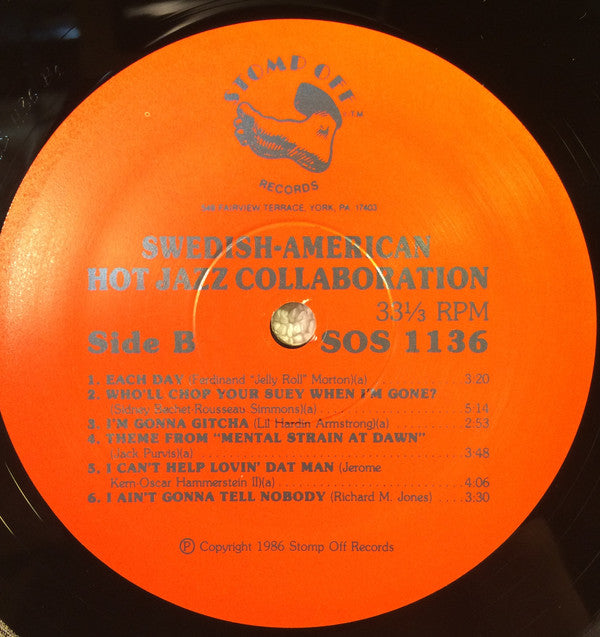 STOMP OFF
T.M.
RECORDS
FAIRVIEW TERRACE, YORK, PA. 17403
SWEDISH-AMERICAN
HOT JAZZ COLLABORATION
33⅓ RPM
Side B SOS 1136
1. EACH DAY (Ferdinand "Jelly Roll" Morton)(a) . . . . 3:20
2. WHO'LL CHOP YOUR SUEY WHEN I'M GONE?
(Sidney Bechet-Rousseau Simmons)(a) . . . . 5:14
3. I'M GONNA GITCHA (Lil Hardin Armstrong)(a) . . . . 2:53
4. THEME FROM "MENTAL STRAIN AT DAWN"
(Jack Purvis)(a) . . . . 3:48
5. I CAN'T HELP LOVIN' DAT MAN (Jerome
Kern-Oscar Hammerstein II)(a) . . . . 4:06
6. I AIN'T GONNA TELL NOBODY (Richard M. Jones) . . . . 3:30
Ⓟ Copyright 1986 Stomp Off Records